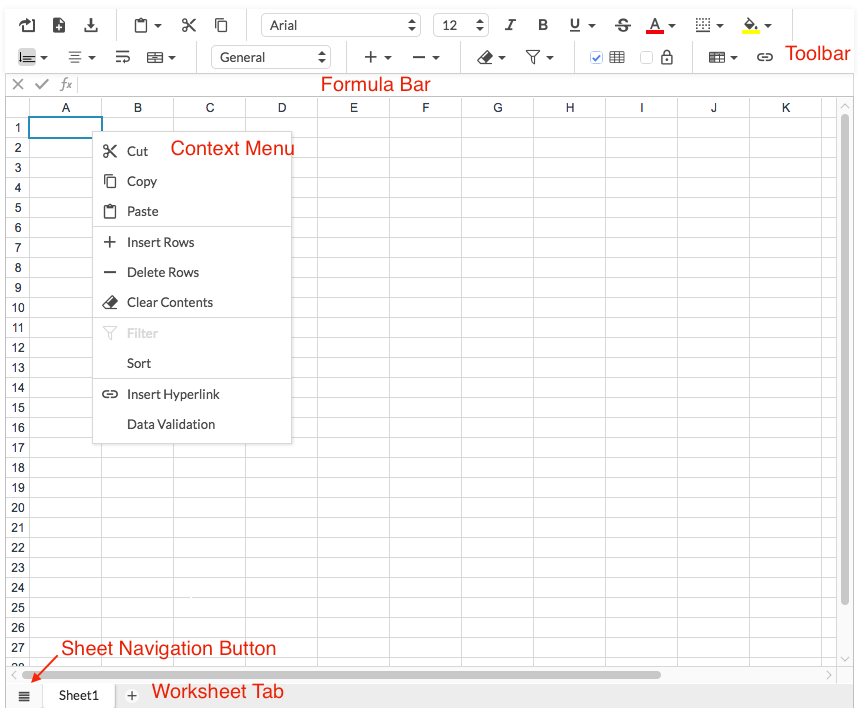 Arial
12
I B U S A
General
Toolbar
fx
Formula Bar
A B C D E F G H I J K
1
2
3
4
5
6
7
8
9
10
11
12
13
14
15
16
17
18
19
20
21
22
23
24
25
26
27
28
Cut
Context Menu
Copy
Paste
Insert Rows
Delete Rows
Clear Contents
Filter
Sort
Insert Hyperlink
Data Validation
Sheet Navigation Button
Sheet1
Worksheet Tab